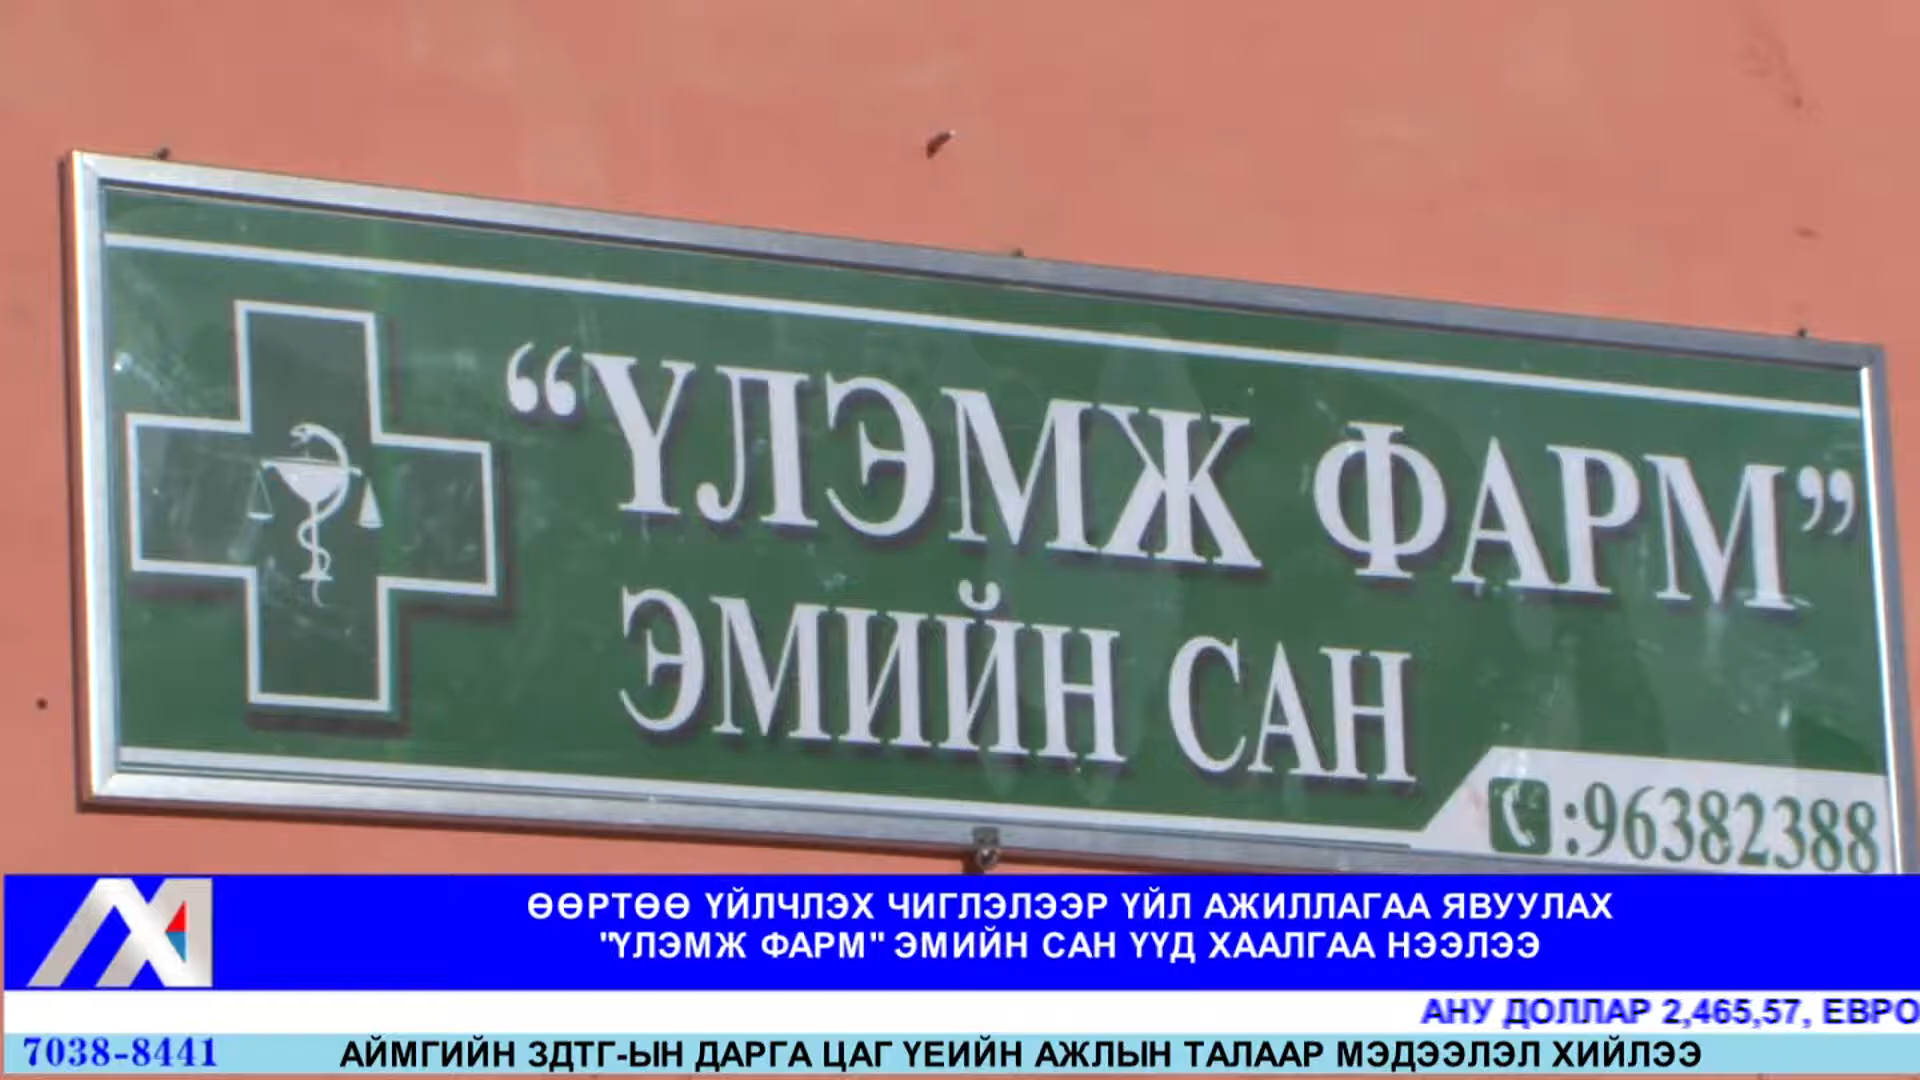 “ҮЛЭМЖ ФАРМ”
ЭМИЙН САН
:96382388
ӨӨРТӨӨ ҮЙЛЧЛЭХ ЧИГЛЭЛЭЭР ҮЙЛ АЖИЛЛАГАА ЯВУУЛАХ
"ҮЛЭМЖ ФАРМ" ЭМИЙН САН ҮҮД ХААЛГАА НЭЭЛЭЭ
АНУ ДОЛЛАР 2,465,57, ЕВРО
7038-8441 АЙМГИЙН ЗДТГ-ЫН ДАРГА ЦАГ ҮЕИЙН АЖЛЫН ТАЛААР МЭДЭЭЛЭЛ ХИЙЛЭЭ